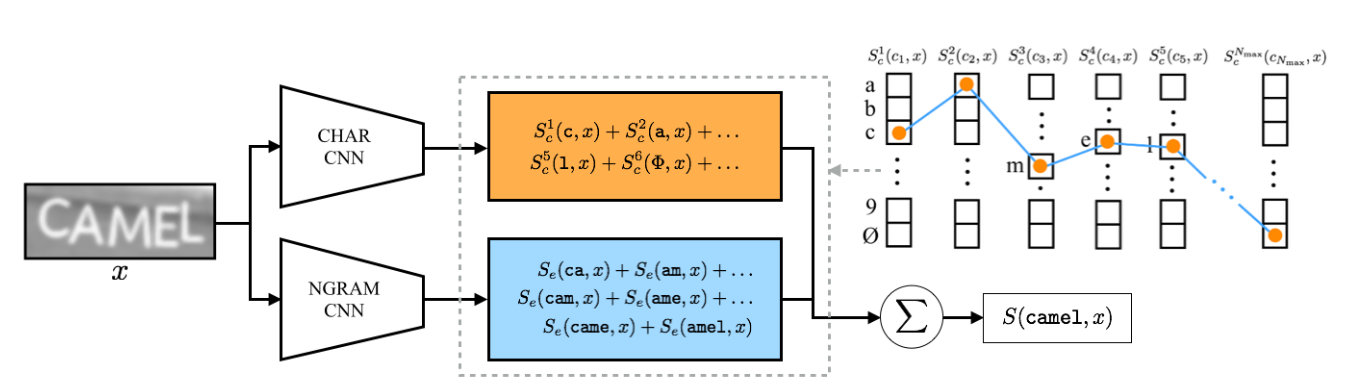 CAMEL
x
CHAR
CNN
NGRAM
CNN
S_c^1(c, x) + S_c^2(a, x) + ...
S_c^5(l, x) + S_c^6(Φ, x) + ...
S_e(ca, x) + S_e(am, x) + ...
S_e(cam, x) + S_e(ame, x) + ...
S_e(came, x) + S_e(amel, x)
S_c^1(c_1, x) S_c^2(c_2, x) S_c^3(c_3, x) S_c^4(c_4, x) S_c^5(c_5, x) S_c^{N_max}(c_{N_max}, x)
a
b
c
e
l
m
9
Ø
Σ
S(camel, x)